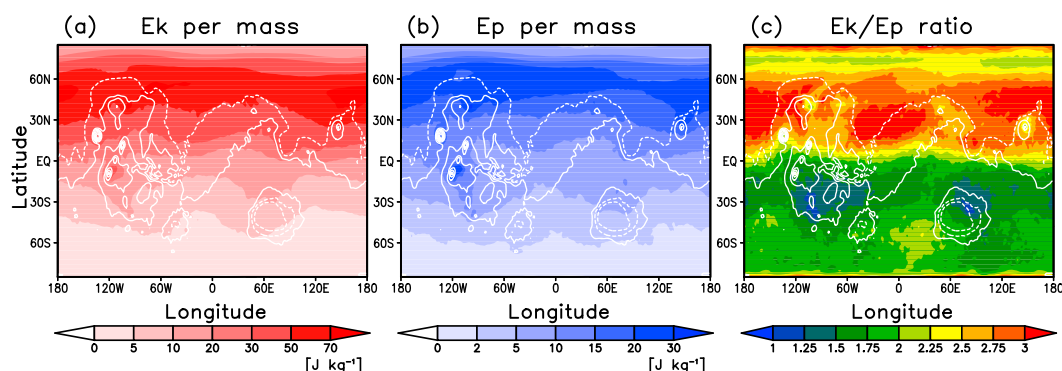 (a) Ek per mass
(b) Ep per mass
(c) Ek/Ep ratio
Latitude
60N
30N
EQ
30S
60S
180 120W 60W 0 60E 120E 180
Longitude
0 5 10 20 30 50 70
[J kg⁻¹]
60N
30N
EQ
30S
60S
180 120W 60W 0 60E 120E 180
Longitude
0 2 5 10 15 20 30
[J kg⁻¹]
60N
30N
EQ
30S
60S
180 120W 60W 0 60E 120E 180
Longitude
1 1.25 1.5 1.75 2 2.25 2.5 2.75 3